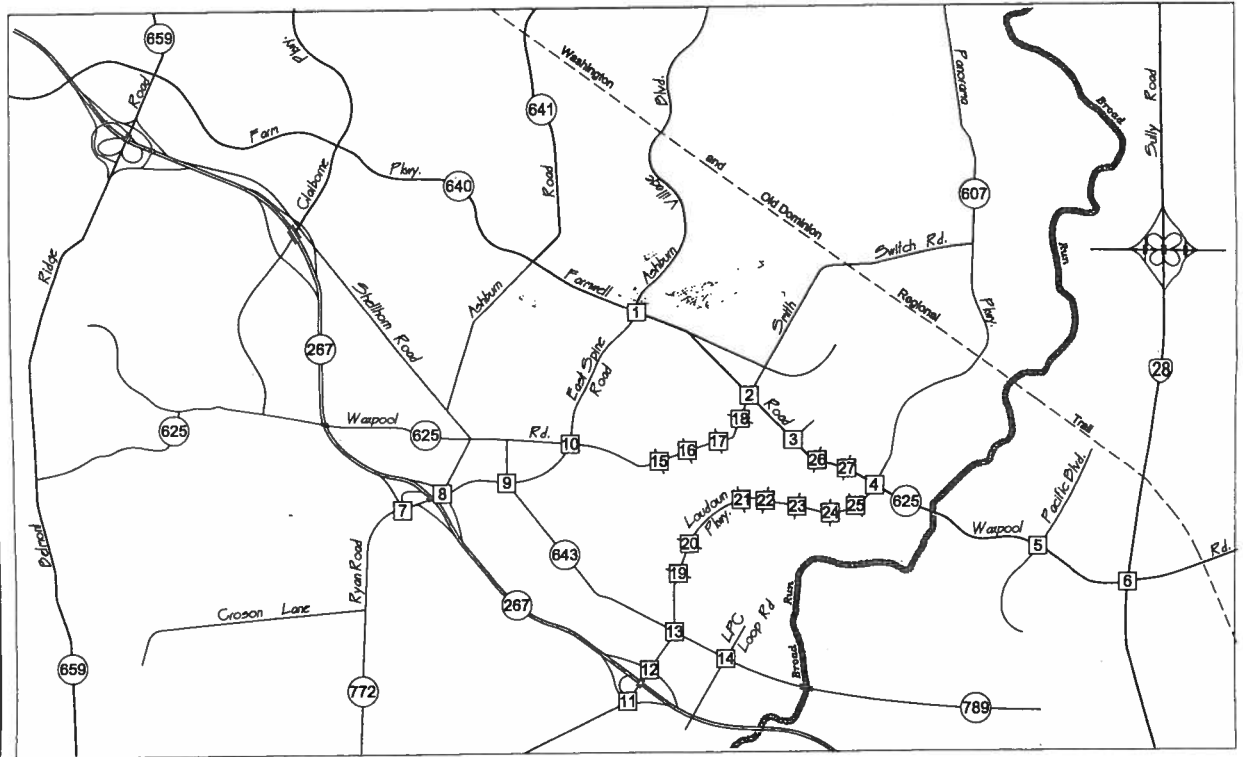 659
Road
Pkwy.
641
Washington
Blvd.
Panorama
Broad
Road
Sully
Farm
Claiborne
Pkwy.
640
Road
and
Village
Old Dominion
607
Run
Switch Rd.
Ridge
Ashburn
Farmwell
Ashburn
Smith
Regional
Pkwy.
Shellhorn Road
267
1
East Spine
Road
28
2
Road
Trail
625
Waxpool
625
Rd.
10
18
3
17
16
15
26
27
4
Pacific Blvd.
8
9
7
Loudoun
Pkwy.
21
22
23
24
25
625
Waxpool
5
Rd.
6
20
643
19
Belmont
Ryan Road
Croson Lane
267
13
LPC
Loop Rd
Run
Broad
14
12
11
659
772
789